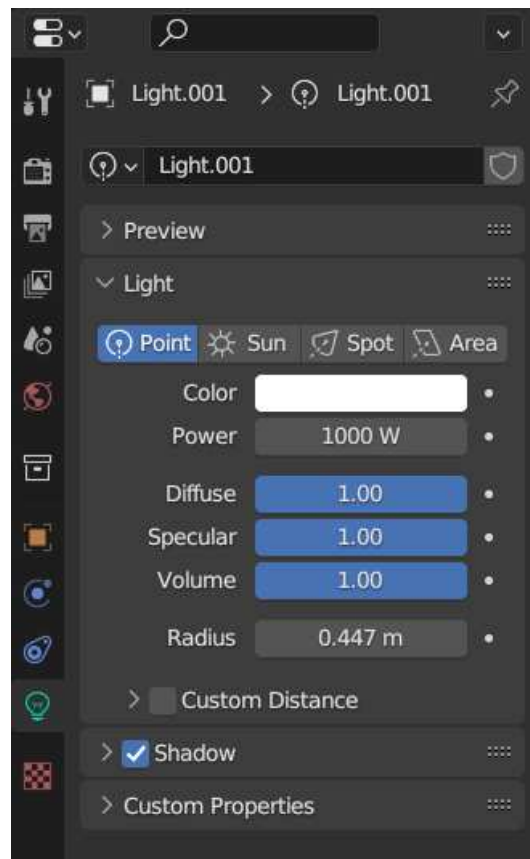 Light.001 > Light.001
Light.001
Preview
Light
Point Sun Spot Area
Color
Power 1000 W
Diffuse 1.00
Specular 1.00
Volume 1.00
Radius 0.447 m
Custom Distance
Shadow
Custom Properties